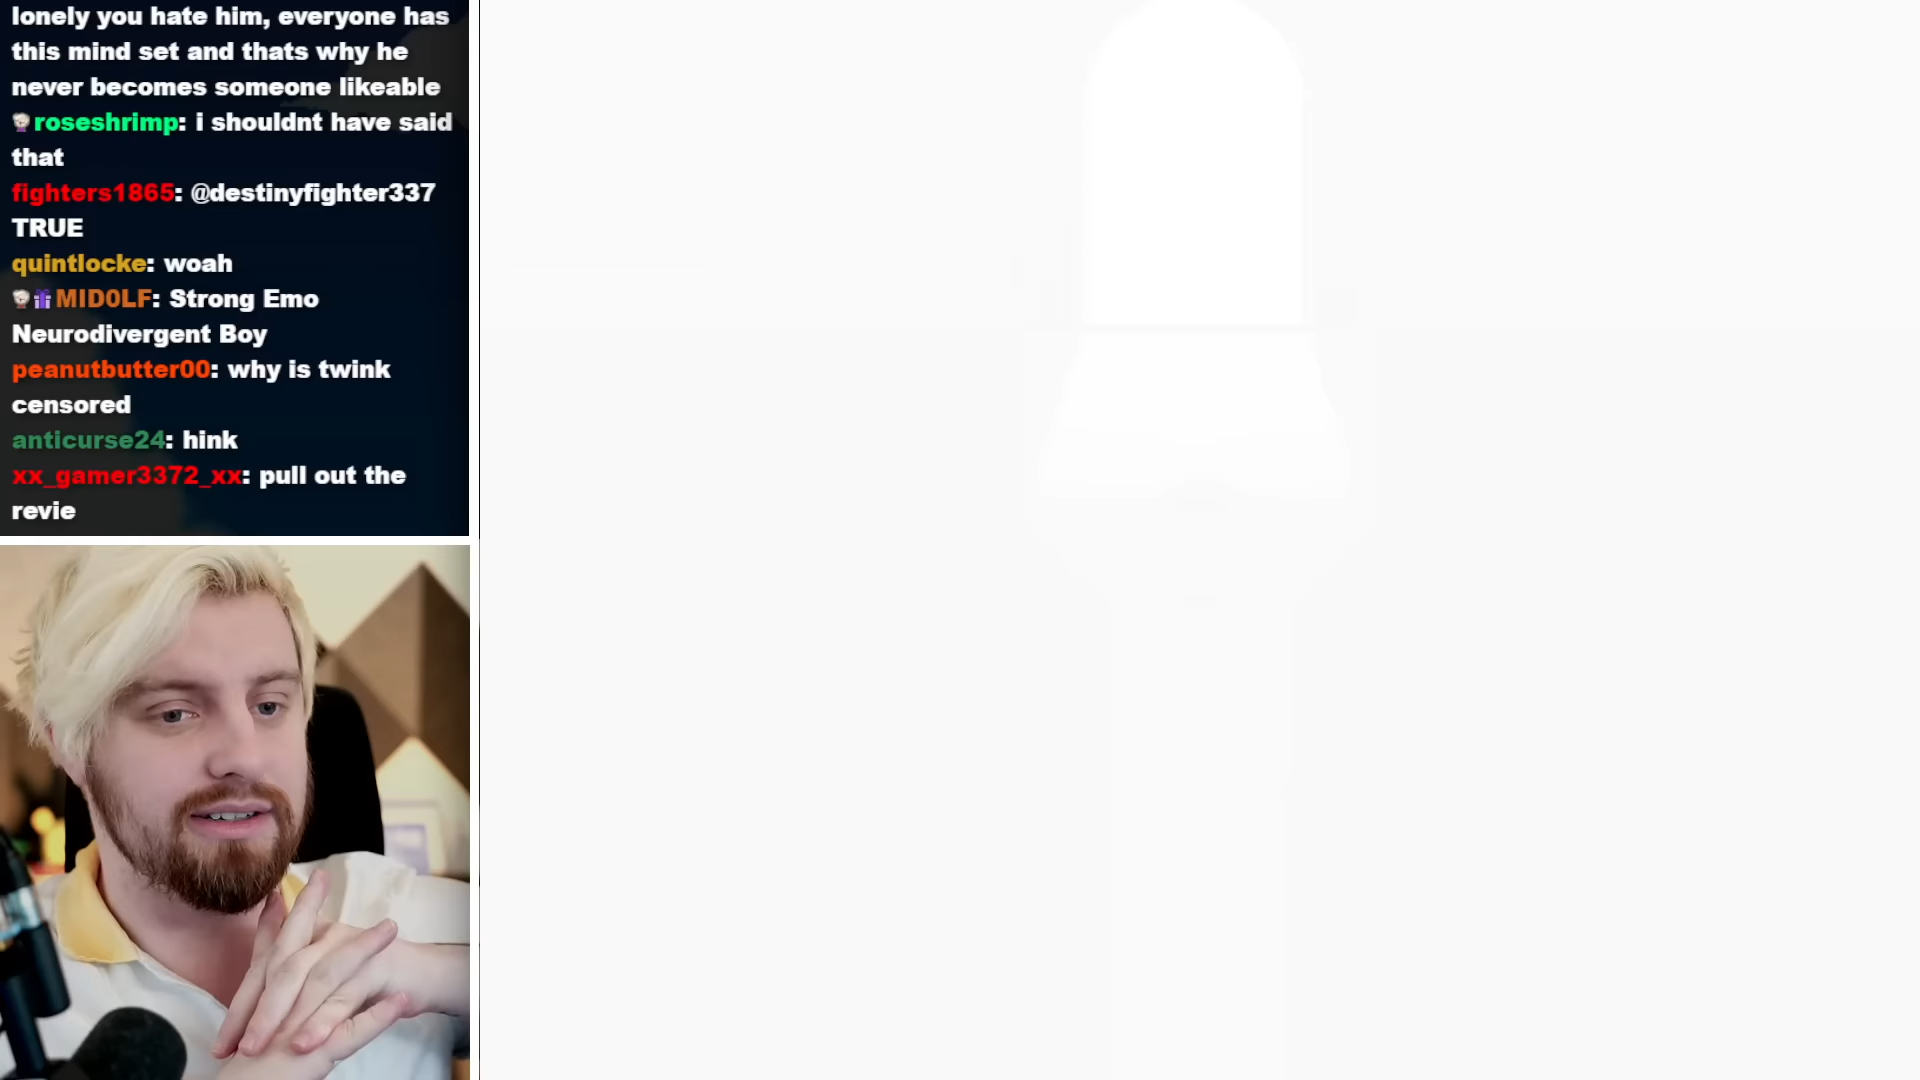 lonely you hate him, everyone has
this mind set and thats why he
never becomes someone likeable
roseshrimp: i shouldnt have said
that
fighters1865: @destinyfighter337
TRUE
quintlocke: woah
MID0LF: Strong Emo
Neurodivergent Boy
peanutbutter00: why is twink
censored
anticurse24: hink
xx_gamer3372_xx: pull out the
revie